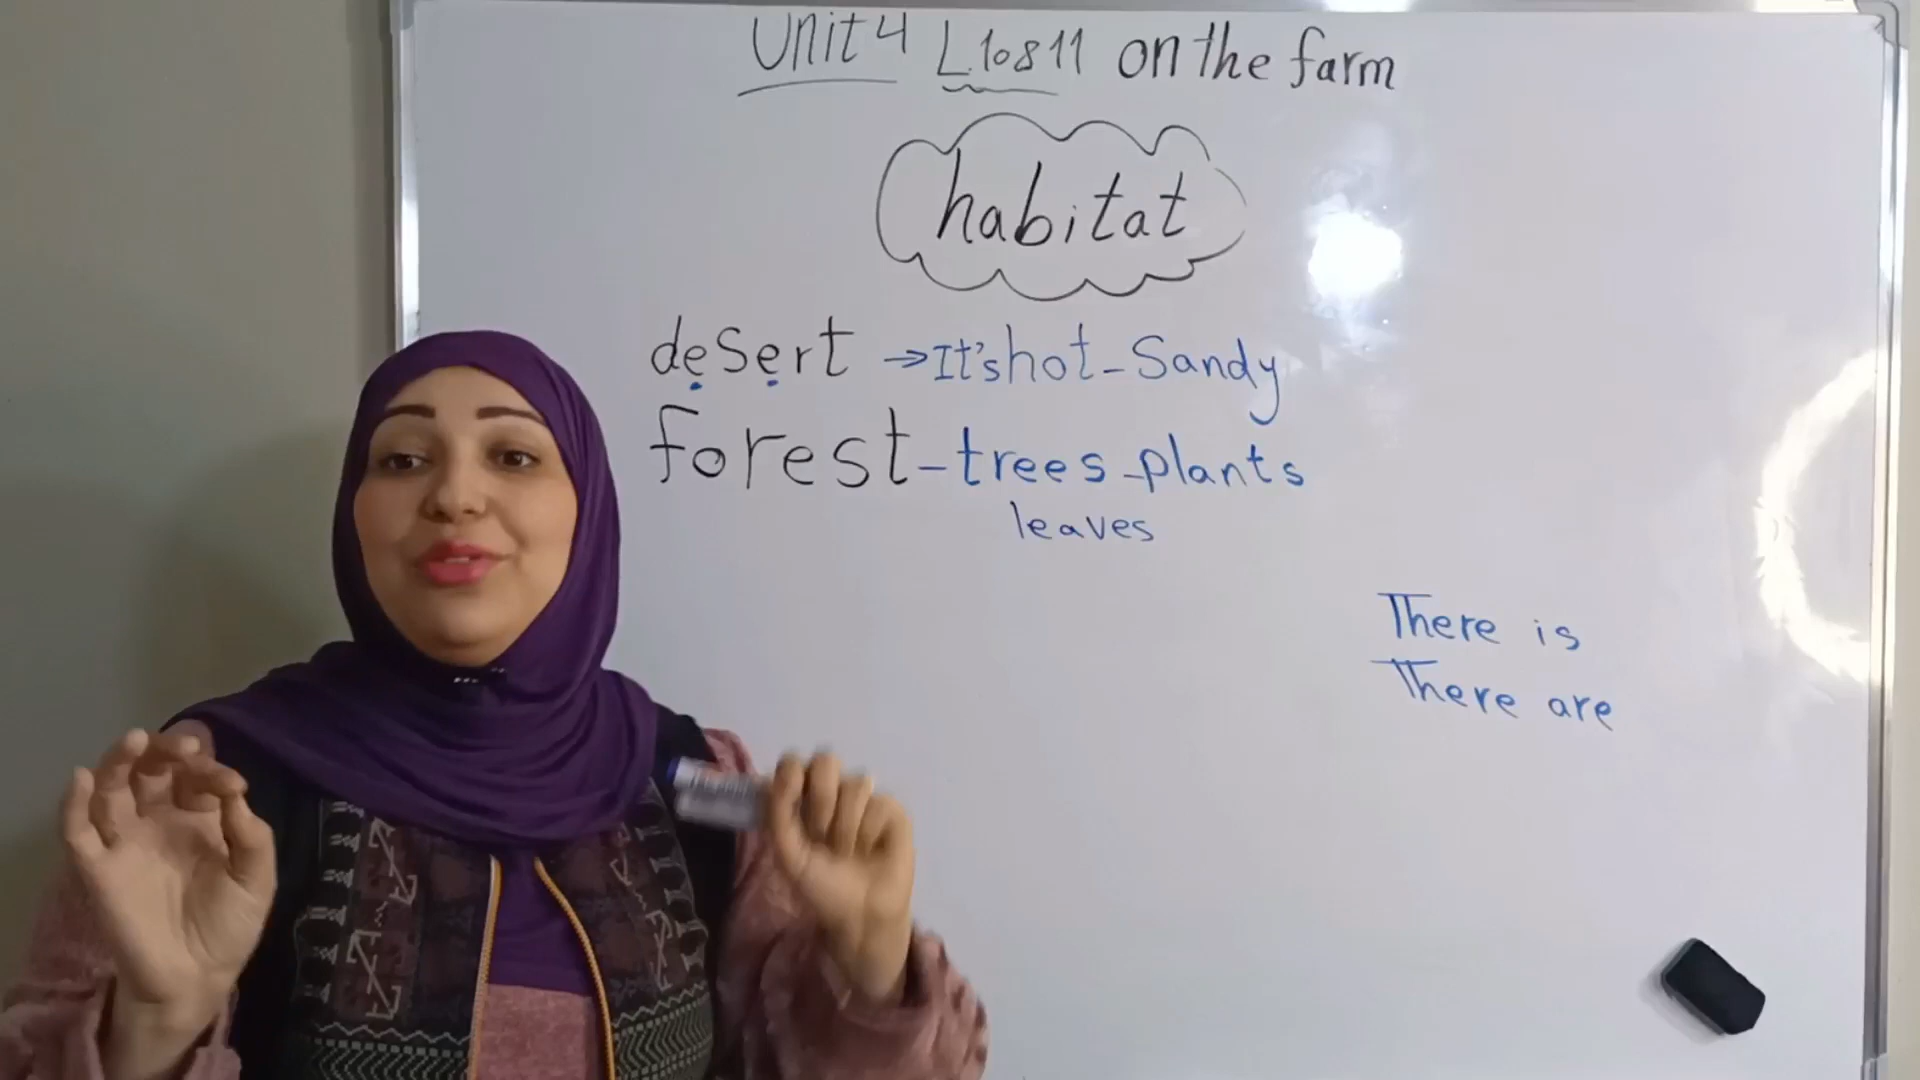 Unit 4 L.10 & 11 on the farm
habitat
desert → It's hot - Sandy
forest - trees - plants
leaves
There is
There are